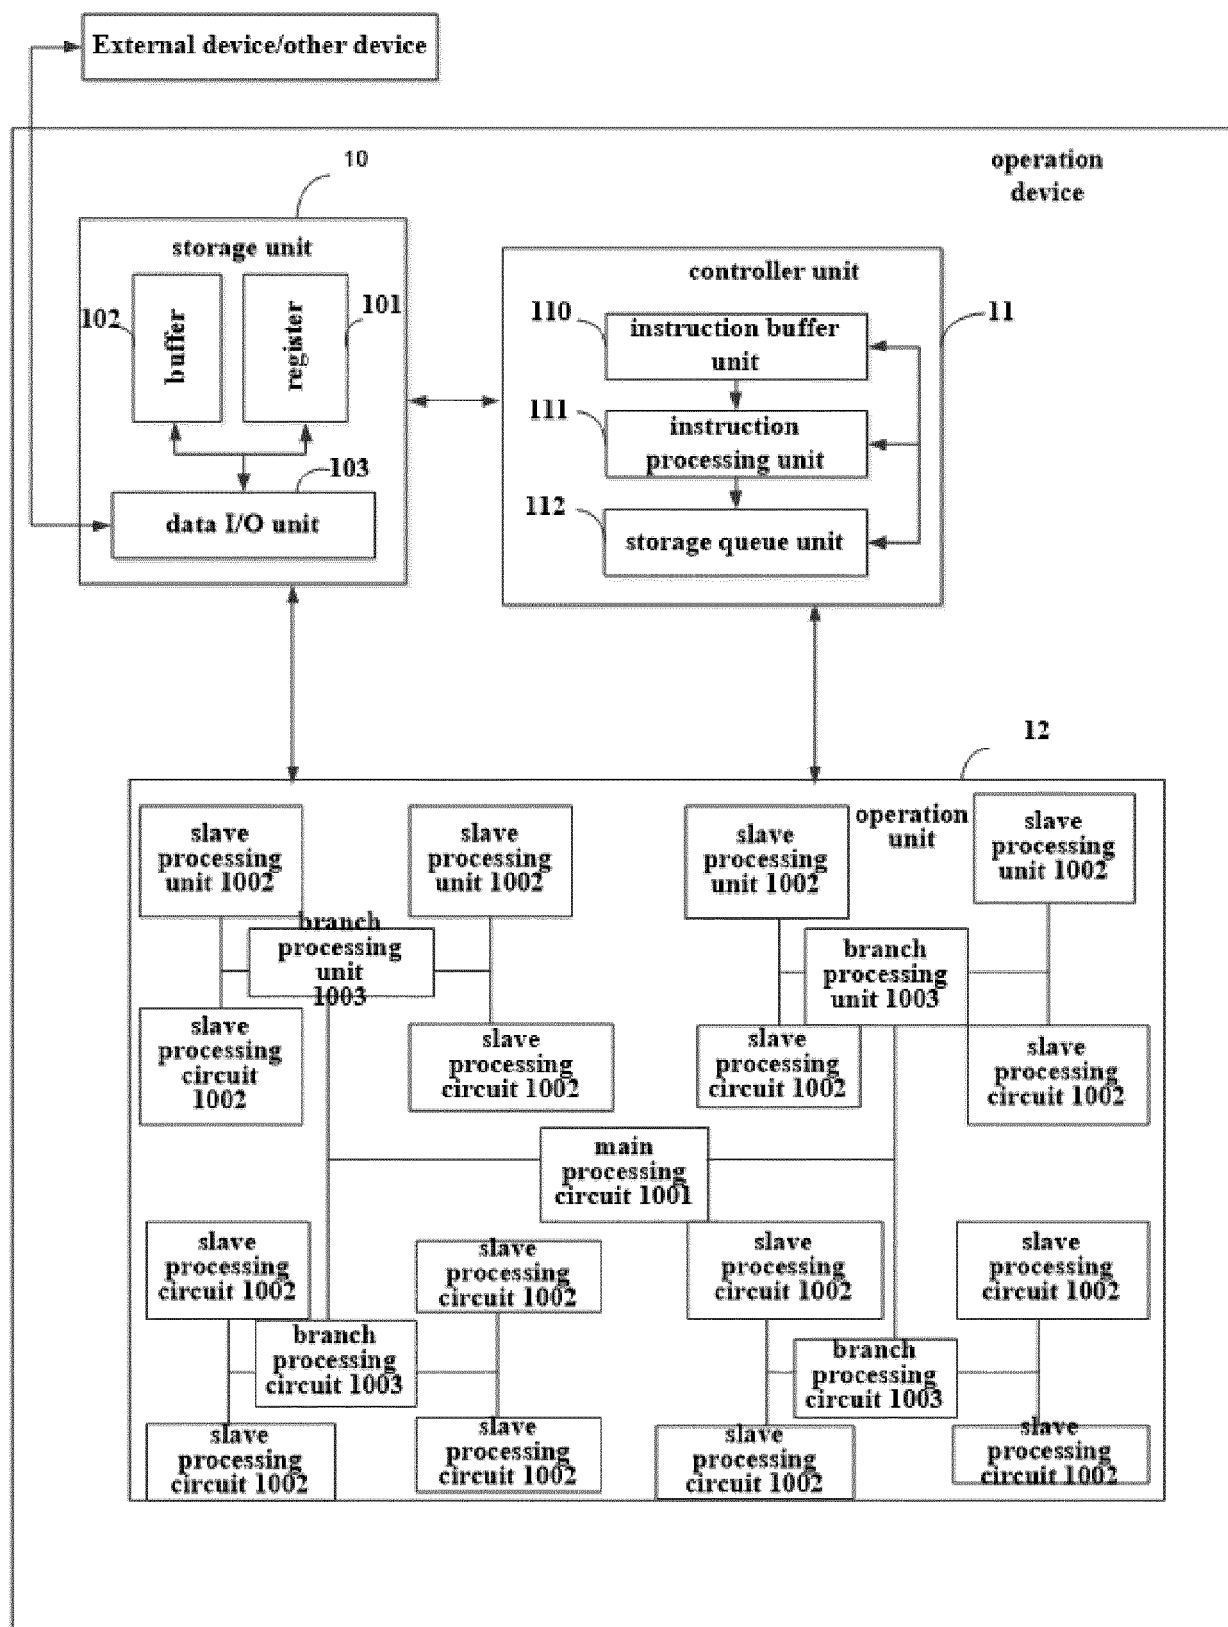 External device/other device
operation
device
10
storage unit
102
buffer
register
101
103
data I/O unit
controller unit
11
110
instruction buffer
unit
111
instruction
processing unit
112
storage queue unit
12
operation
unit
slave
processing
unit 1002
slave
processing
unit 1002
slave
processing
unit 1002
slave
processing
unit 1002
branch
processing
unit
1003
branch
processing
unit 1003
slave
processing
circuit
1002
slave
processing
circuit 1002
slave
processing
circuit 1002
slave
processing
circuit 1002
main
processing
circuit 1001
slave
processing
circuit 1002
slave
processing
circuit 1002
slave
processing
circuit 1002
slave
processing
circuit 1002
branch
processing
circuit 1003
branch
processing
circuit 1003
slave
processing
circuit 1002
slave
processing
circuit 1002
slave
processing
circuit 1002
slave
processing
circuit 1002